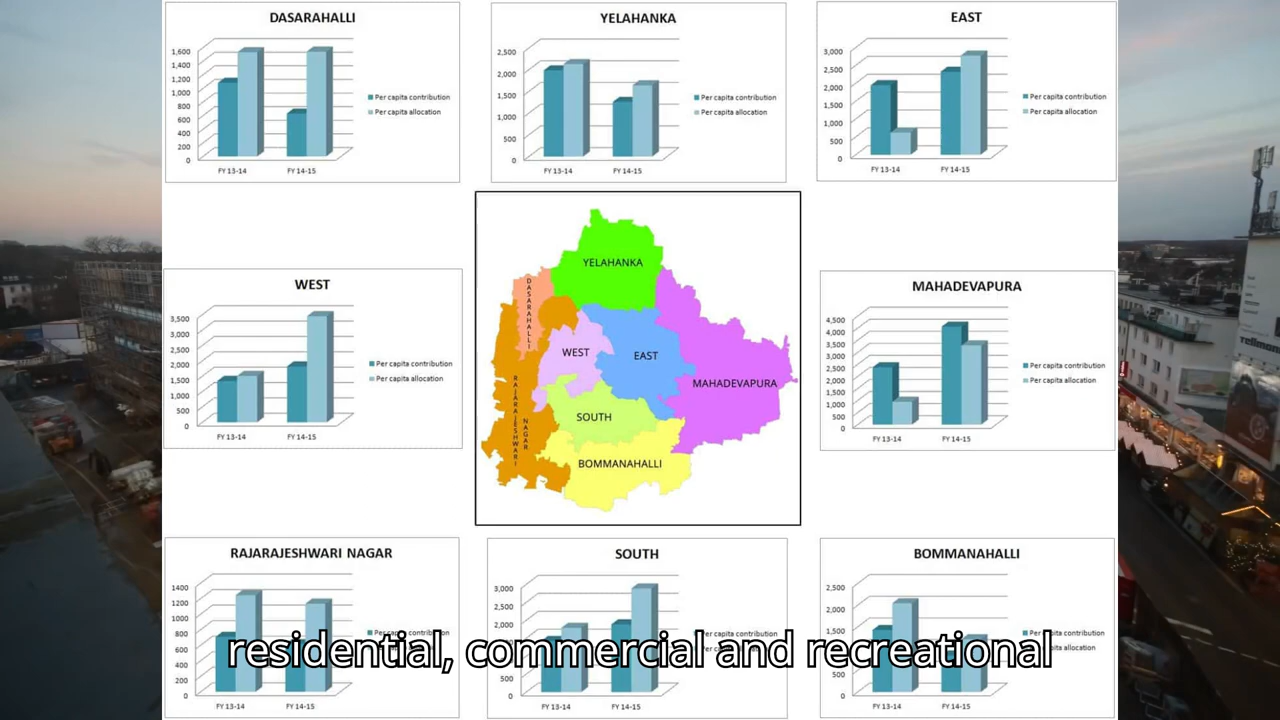 DASARAHALLI
1,600
1,400
1,200
1,000
800
600
400
200
0
FY 13-14
FY 14-15
Per capita contribution
Per capita allocation
YELAHANKA
2,500
2,000
1,500
1,000
500
0
FY 13-14
FY 14-15
Per capita contribution
Per capita allocation
EAST
3,000
2,500
2,000
1,500
1,000
500
0
FY 13-14
FY 14-15
Per capita contribution
Per capita allocation
WEST
3,500
3,000
2,500
2,000
1,500
1,000
500
0
FY 13-14
FY 14-15
Per capita contribution
Per capita allocation
YELAHANKA
DASARAHALLI
WEST
EAST
MAHADEVAPURA
RAJARAJESHWARI
NAGAR
SOUTH
BOMMANAHALLI
MAHADEVAPURA
4,500
4,000
3,500
3,000
2,500
2,000
1,500
1,000
500
0
FY 13-14
FY 14-15
Per capita contribution
Per capita allocation
RAJARAJESHWARI NAGAR
1400
1200
1000
800
600
400
200
0
FY 13-14
FY 14-15
SOUTH
3,000
2,500
500
0
FY 13-14
FY 14-15
BOMMANAHALLI
2,500
2,000
1,500
500
0
FY 13-14
FY 14-15
residential, commercial and recreational